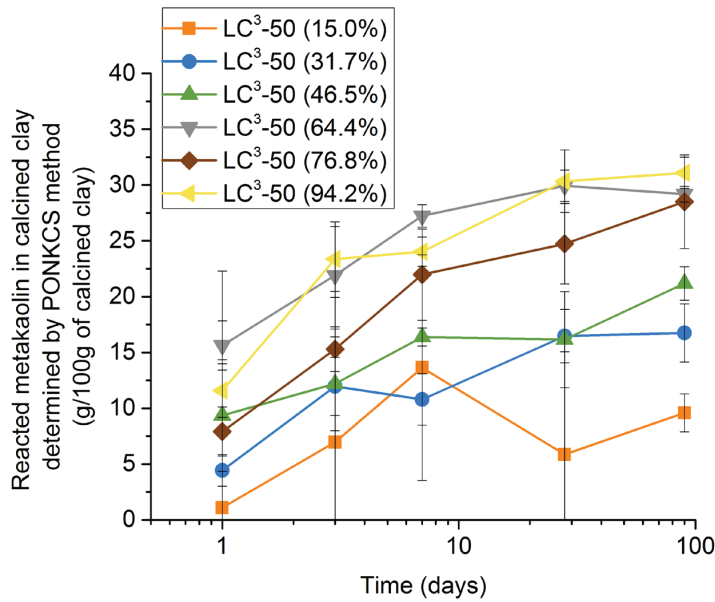 LC³-50 (15.0%)
LC³-50 (31.7%)
LC³-50 (46.5%)
LC³-50 (64.4%)
LC³-50 (76.8%)
LC³-50 (94.2%)
40
35
30
25
20
15
10
5
0
Reacted metakaolin in calcined clay
determined by PONKCS method
(g/100g of calcined clay)
1
10
100
Time (days)